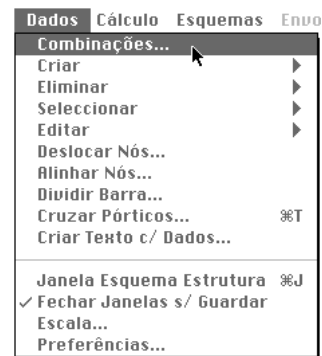 Dados Cálculo Esquemas Envo
Combinações...
Criar
Eliminar
Seleccionar
Editar
Deslocar Nós...
Alinhar Nós...
Dividir Barra...
Cruzar Pórticos... ⌘T
Criar Texto c/ Dados...
Janela Esquema Estrutura ⌘J
✓ Fechar Janelas s/ Guardar
Escala...
Preferências...